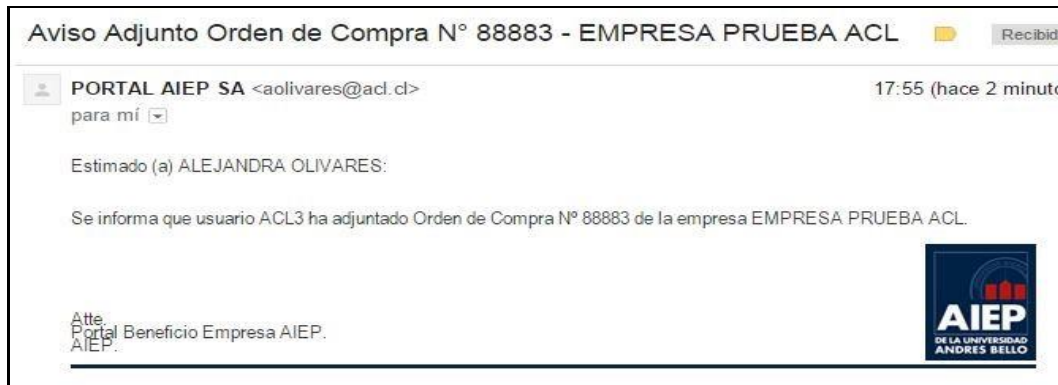 Aviso Adjunto Orden de Compra N° 88883 - EMPRESA PRUEBA ACL Recibid
PORTAL AIEP SA <aolivares@acl.cl> 17:55 (hace 2 minuto
para mí
Estimado (a) ALEJANDRA OLIVARES:
Se informa que usuario ACL3 ha adjuntado Orden de Compra Nº 88883 de la empresa EMPRESA PRUEBA ACL.
Atte.
Portal Beneficio Empresa AIEP.
AIEP.
AIEP
DE LA UNIVERSIDAD
ANDRES BELLO